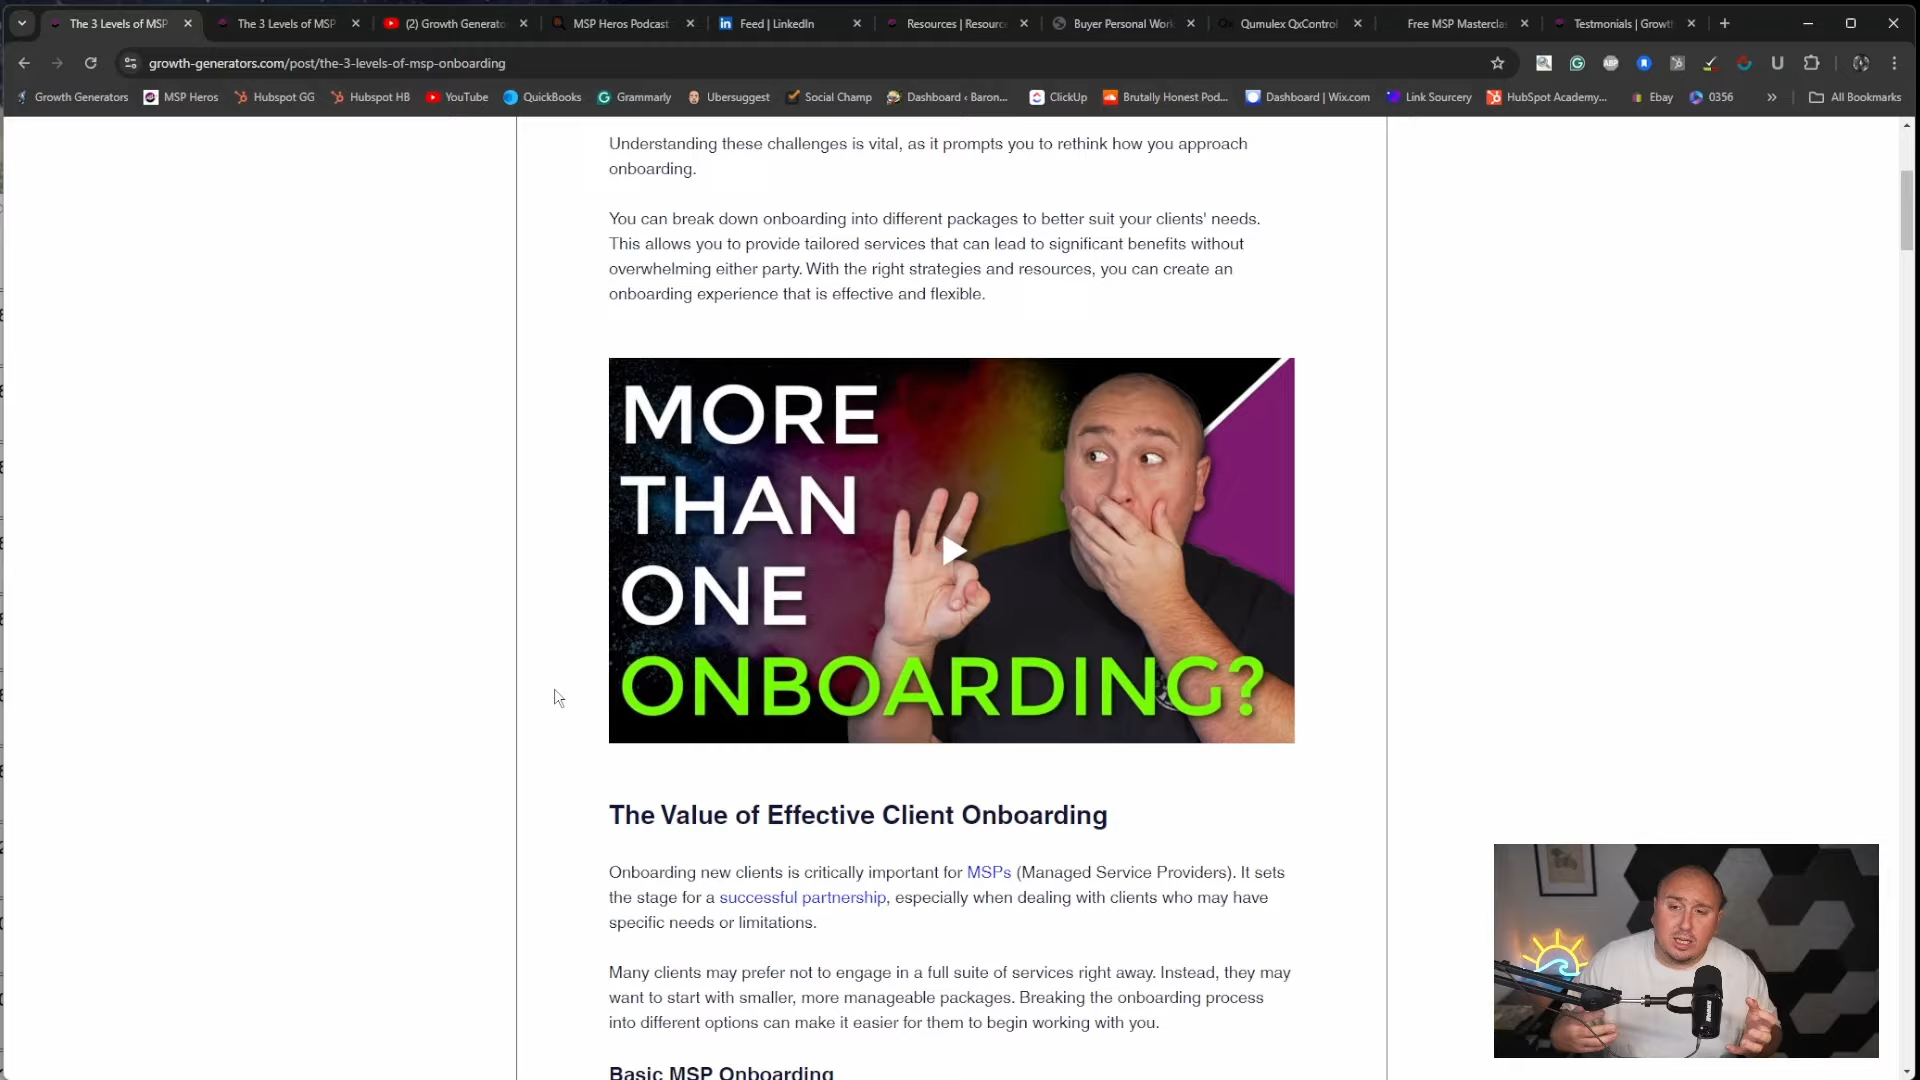 The 3 Levels of MSP
The 3 Levels of MSP
(2) Growth Generato
MSP Heros Podcast
Feed | LinkedIn
Resources | Resourc
Buyer Personal Wor
Qumulex QxControl
Free MSP Masterclas
Testmonials | Growth
growth-generators.com/post/the-3-levels-of-msp-onboarding
Growth Generators
MSP Heros
Hubspot GG
Hubspot HB
YouTube
QuickBooks
Grammarly
Ubersuggest
Social Champ
Dashboard ‹ Baron...
ClickUp
Brutally Honest Pod...
Dashboard | Wix.com
Link Sourcery
HubSpot Academy...
Ebay
0356
All Bookmarks
Understanding these challenges is vital, as it prompts you to rethink how you approach
onboarding.
You can break down onboarding into different packages to better suit your clients' needs.
This allows you to provide tailored services that can lead to significant benefits without
overwhelming either party. With the right strategies and resources, you can create an
onboarding experience that is effective and flexible.
MORE
THAN
ONE
ONBOARDING?
The Value of Effective Client Onboarding
Onboarding new clients is critically important for MSPs (Managed Service Providers). It sets
the stage for a successful partnership, especially when dealing with clients who may have
specific needs or limitations.
Many clients may prefer not to engage in a full suite of services right away. Instead, they may
want to start with smaller, more manageable packages. Breaking the onboarding process
into different options can make it easier for them to begin working with you.
Basic MSP Onboarding